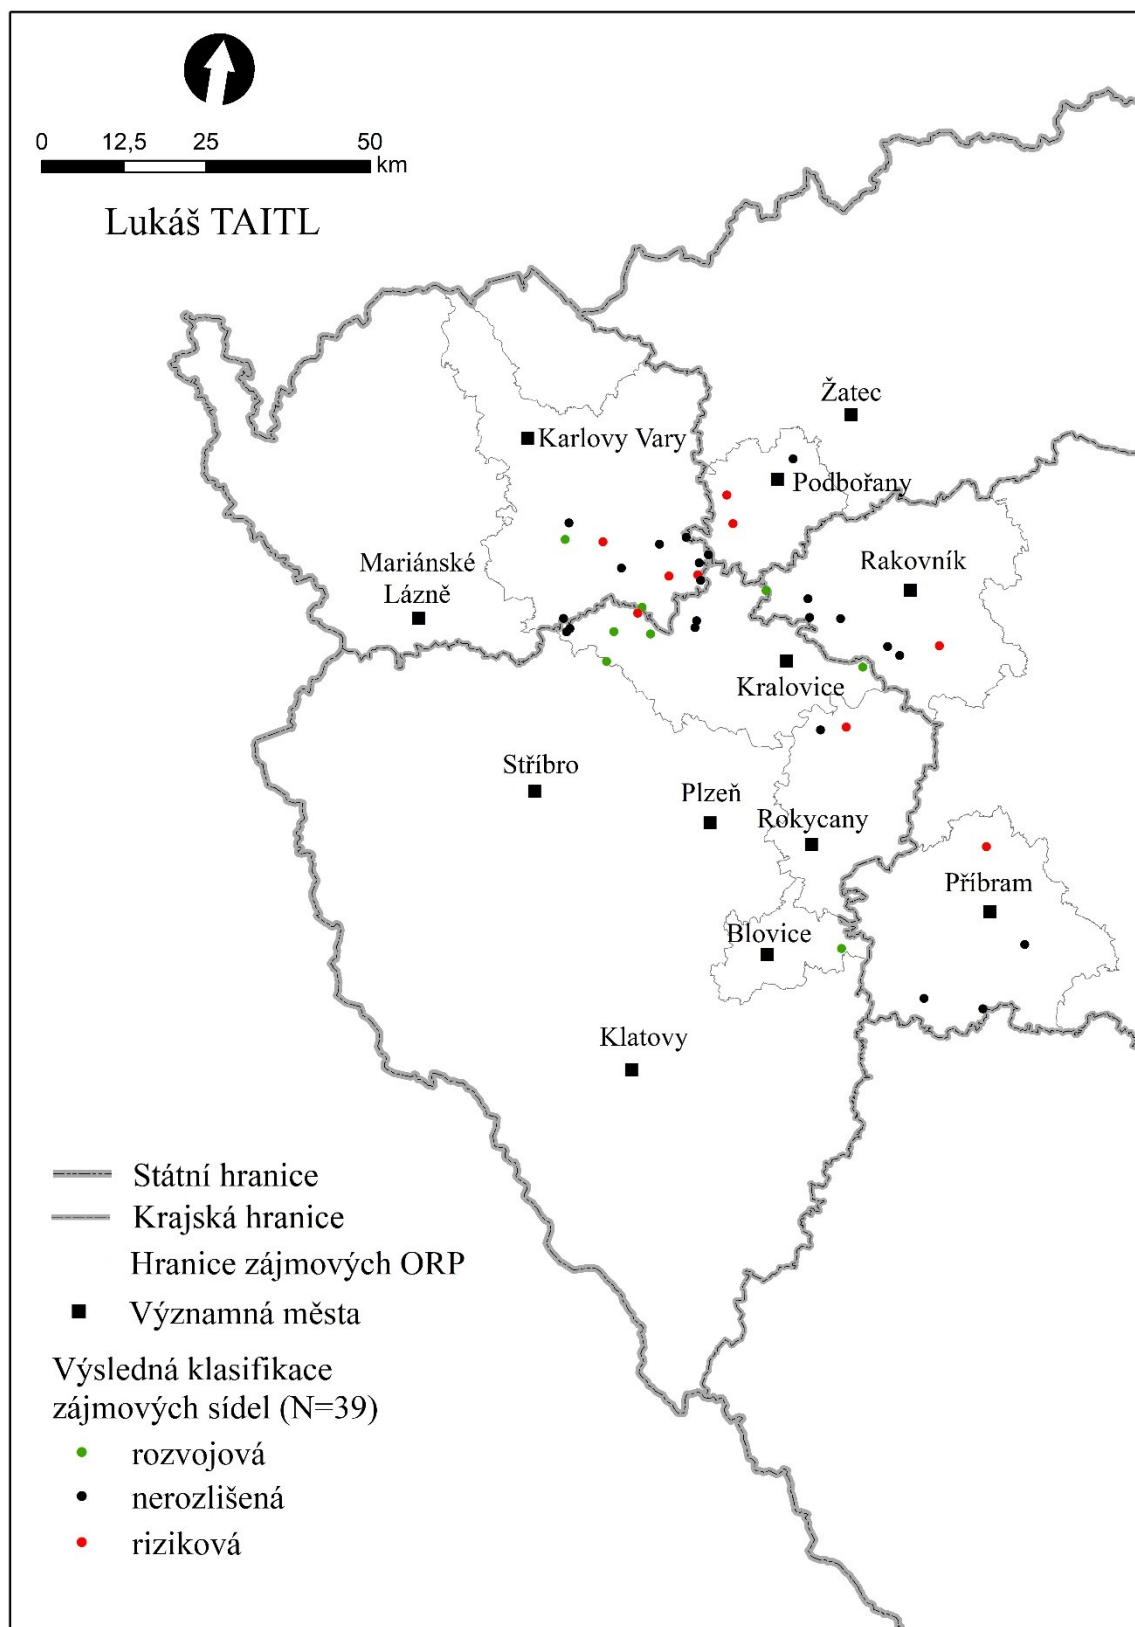 0 12,5 25 50
km
Lukáš TAITL
Žatec
Karlovy Vary
Podbořany
Mariánské
Lázně
Rakovník
Kralovice
Stříbro
Plzeň
Rokycany
Příbram
Blovice
Klatovy
Státní hranice
Krajská hranice
Hranice zájmových ORP
Významná města
Výsledná klasifikace
zájmových sídel (N=39)
rozvojová
nerozlišená
riziková